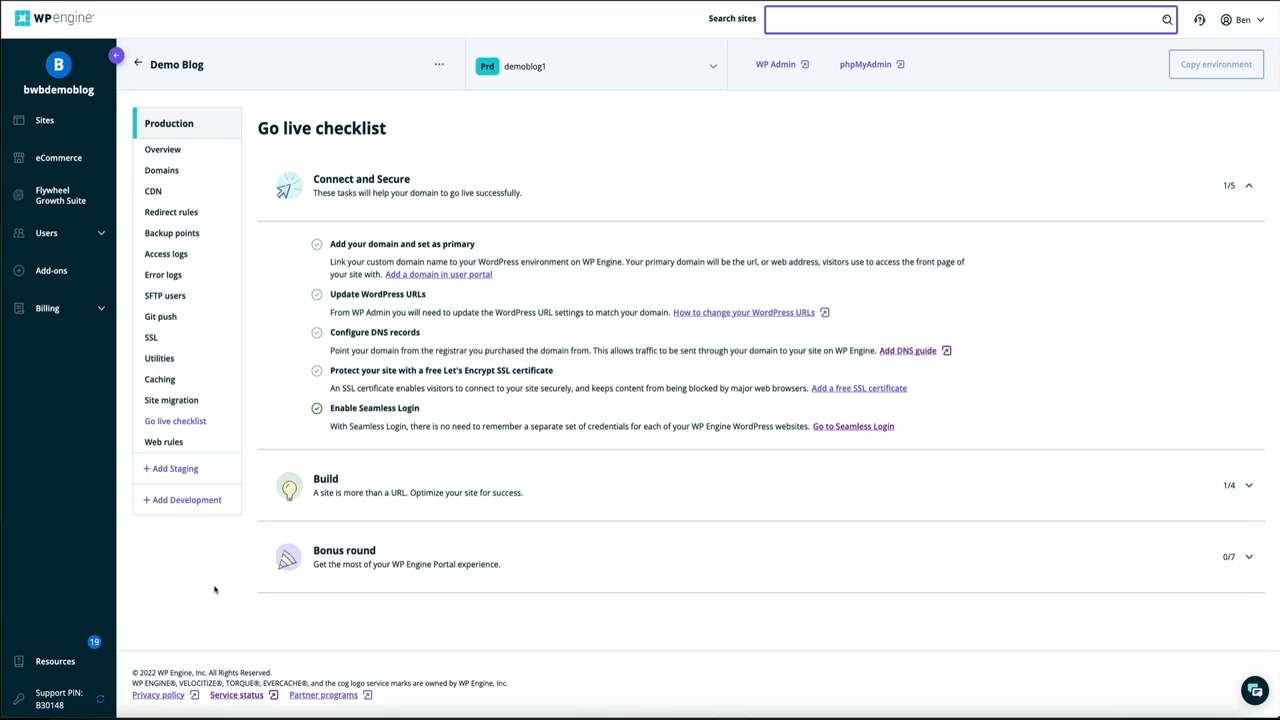 WPengine®
Search sites
Ben
B
bwbdemoblog
Sites
eCommerce
Flywheel
Growth Suite
Users
Add-ons
Billing
19
Resources
Support PIN:
B30148
Demo Blog
...
Prd demoblog1
WP Admin
phpMyAdmin
Copy environment
Production
Overview
Domains
CDN
Redirect rules
Backup points
Access logs
Error logs
SFTP users
Git push
SSL
Utilities
Caching
Site migration
Go live checklist
Web rules
+ Add Staging
+ Add Development
Go live checklist
Connect and Secure
These tasks will help your domain to go live successfully.
1/5
Add your domain and set as primary
Link your custom domain name to your WordPress environment on WP Engine. Your primary domain will be the url, or web address, visitors use to access the front page of
your site with. Add a domain in user portal
Update WordPress URLs
From WP Admin you will need to update the WordPress URL settings to match your domain. How to change your WordPress URLs
Configure DNS records
Point your domain from the registrar you purchased the domain from. This allows traffic to be sent through your domain to your site on WP Engine. Add DNS guide
Protect your site with a free Let's Encrypt SSL certificate
An SSL certificate enables visitors to connect to your site securely, and keeps content from being blocked by major web browsers. Add a free SSL certificate
Enable Seamless Login
With Seamless Login, there is no need to remember a separate set of credentials for each of your WP Engine WordPress websites. Go to Seamless Login
Build
A site is more than a URL. Optimize your site for success.
1/4
Bonus round
Get the most of your WP Engine Portal experience.
0/7
© 2022 WP Engine, Inc. All Rights Reserved.
WP ENGINE®, VELOCITIZE®, TORQUE®, EVERCACHE®, and the cog logo service marks are owned by WP Engine, Inc.
Privacy policy Service status Partner programs